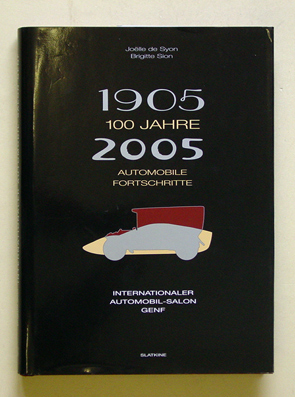 Joëlle de Syon
Brigitte Sion
1905
100 JAHRE
2005
AUTOMOBILE
FORTSCHRITTE
INTERNATIONALER
AUTOMOBIL-SALON
GENF
SLATKINE